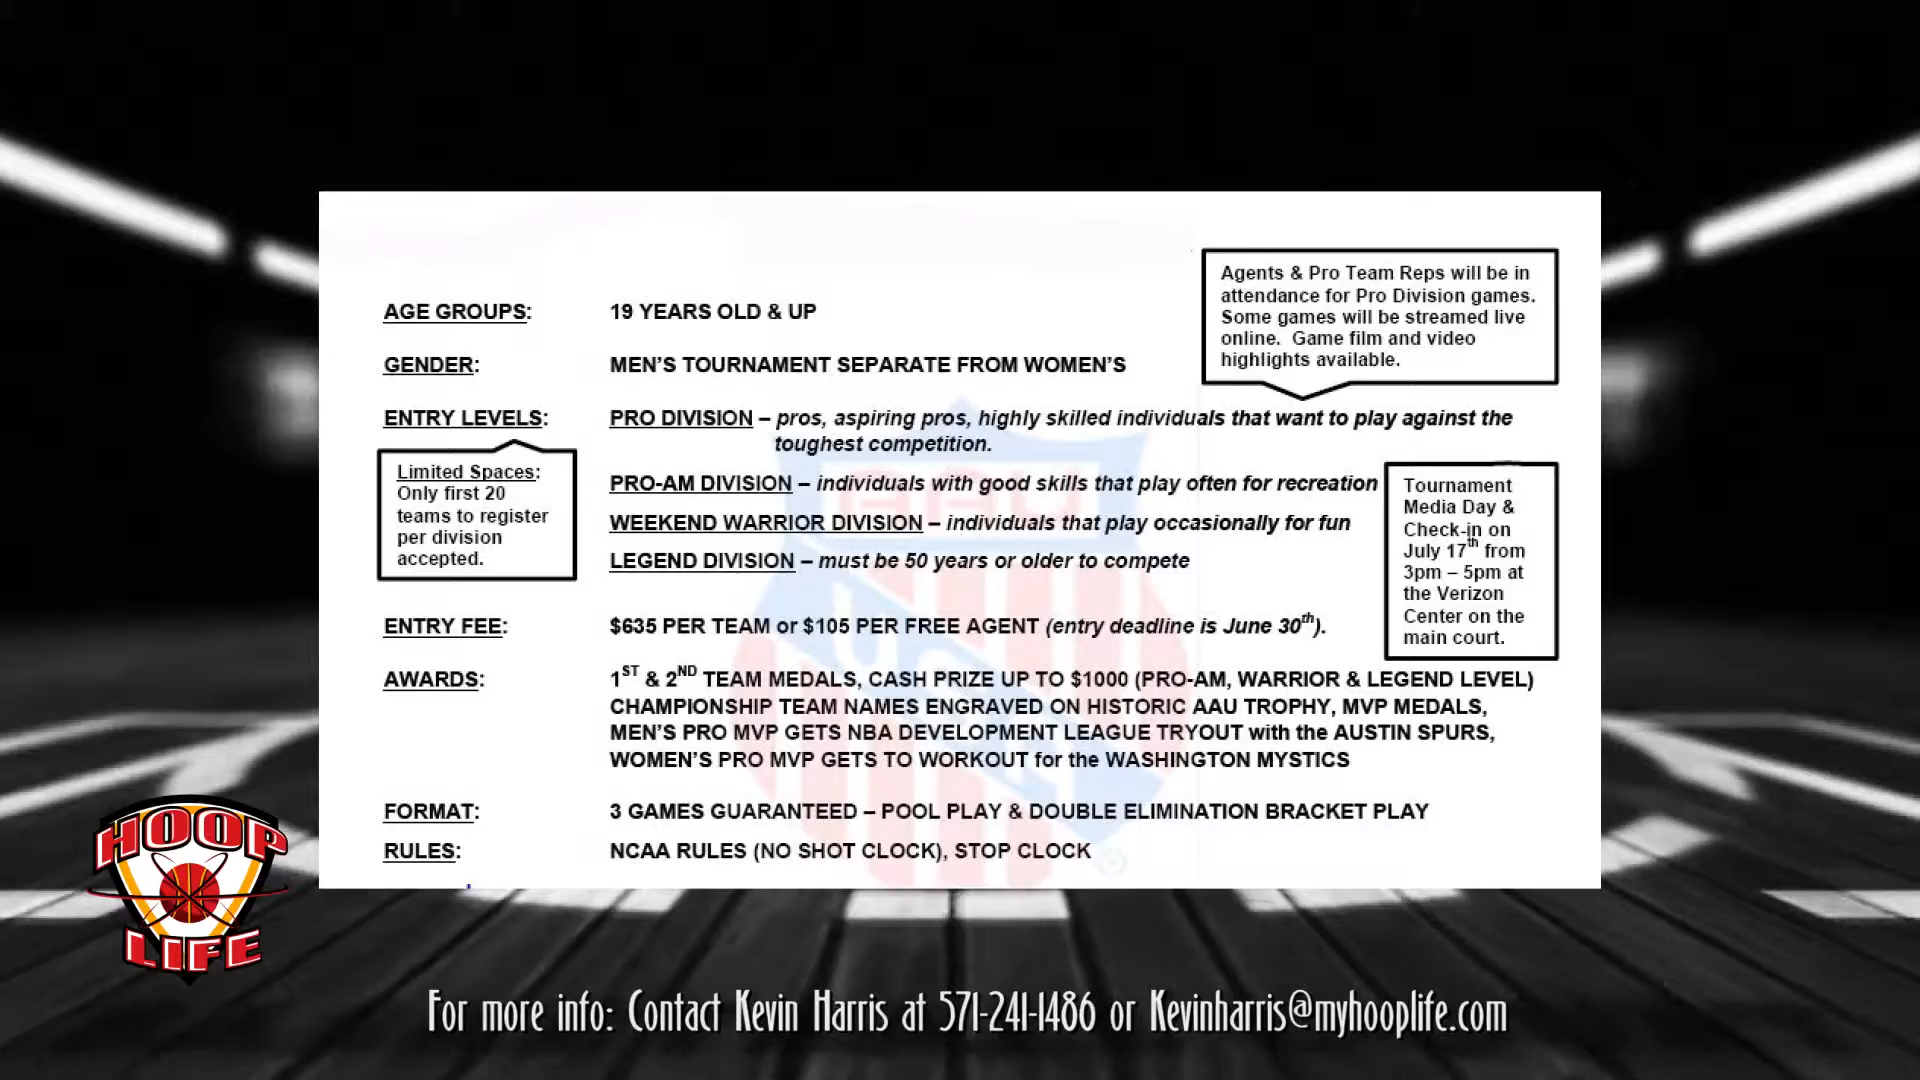 Agents & Pro Team Reps will be in
attendance for Pro Division games.
Some games will be streamed live
online. Game film and video
highlights available.
AGE GROUPS: 19 YEARS OLD & UP
GENDER: MEN'S TOURNAMENT SEPARATE FROM WOMEN'S
ENTRY LEVELS: PRO DIVISION – pros, aspiring pros, highly skilled individuals that want to play against the
toughest competition.
Limited Spaces:
Only first 20
teams to register
per division
accepted.
PRO-AM DIVISION – individuals with good skills that play often for recreation
WEEKEND WARRIOR DIVISION – individuals that play occasionally for fun
LEGEND DIVISION – must be 50 years or older to compete
Tournament
Media Day &
Check-in on
July 17th from
3pm – 5pm at
the Verizon
Center on the
main court.
ENTRY FEE: $635 PER TEAM or $105 PER FREE AGENT (entry deadline is June 30th).
AWARDS: 1ST & 2ND TEAM MEDALS, CASH PRIZE UP TO $1000 (PRO-AM, WARRIOR & LEGEND LEVEL)
CHAMPIONSHIP TEAM NAMES ENGRAVED ON HISTORIC AAU TROPHY, MVP MEDALS,
MEN'S PRO MVP GETS NBA DEVELOPMENT LEAGUE TRYOUT with the AUSTIN SPURS,
WOMEN'S PRO MVP GETS TO WORKOUT for the WASHINGTON MYSTICS
FORMAT: 3 GAMES GUARANTEED – POOL PLAY & DOUBLE ELIMINATION BRACKET PLAY
RULES: NCAA RULES (NO SHOT CLOCK), STOP CLOCK
AAU
USA
®
HOOP
LIFE
For more info: Contact Kevin Harris at 571-241-1486 or Kevinharris@myhooplife.com